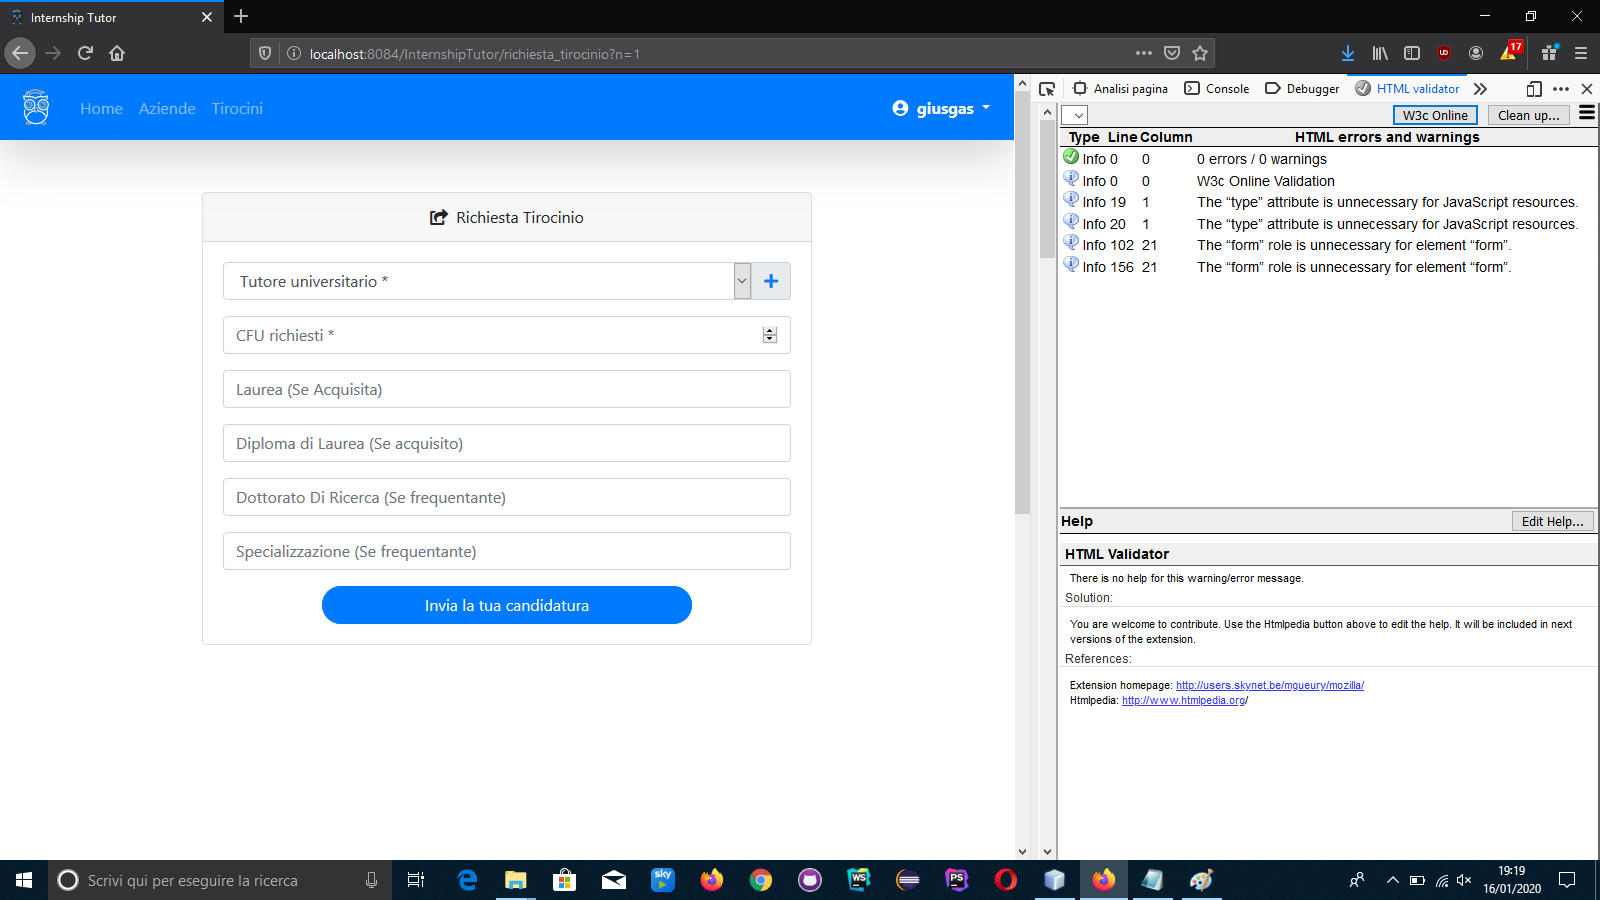 Internship Tutor
localhost:8084/InternshipTutor/richiesta_tirocinio?n=1
17
Home Aziende Tirocini giusgas
Richiesta Tirocinio
Tutore universitario *
CFU richiesti *
Laurea (Se Acquisita)
Diploma di Laurea (Se acquisito)
Dottorato Di Ricerca (Se frequentante)
Specializzazione (Se frequentante)
Invia la tua candidatura
Analisi pagina Console Debugger HTML validator
W3c Online Clean up...
Type Line Column HTML errors and warnings
Info 0 0 0 errors / 0 warnings
Info 0 0 W3c Online Validation
Info 19 1 The “type” attribute is unnecessary for JavaScript resources.
Info 20 1 The “type” attribute is unnecessary for JavaScript resources.
Info 102 21 The “form” role is unnecessary for element “form”.
Info 156 21 The “form” role is unnecessary for element “form”.
Help Edit Help...
HTML Validator
There is no help for this warning/error message.
Solution:
You are welcome to contribute. Use the Htmlpedia button above to edit the help. It will be included in next
versions of the extension.
References:
Extension homepage: http://users.skynet.be/mgueury/mozilla/
Htmlpedia: http://www.htmlpedia.org/
Scrivi qui per eseguire la ricerca
sky
WS
PS
19:19
16/01/2020